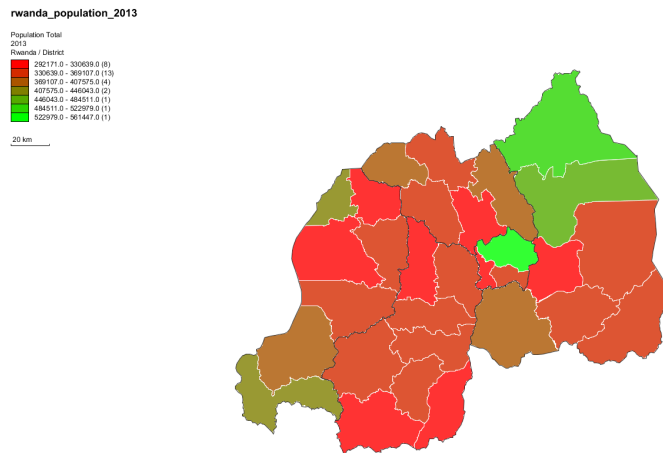 rwanda_population_2013
Population Total
2013
Rwanda / District
292171.0 - 330639.0 (8)
330639.0 - 369107.0 (13)
369107.0 - 407575.0 (4)
407575.0 - 446043.0 (2)
446043.0 - 484511.0 (1)
484511.0 - 522979.0 (1)
522979.0 - 561447.0 (1)
20 km